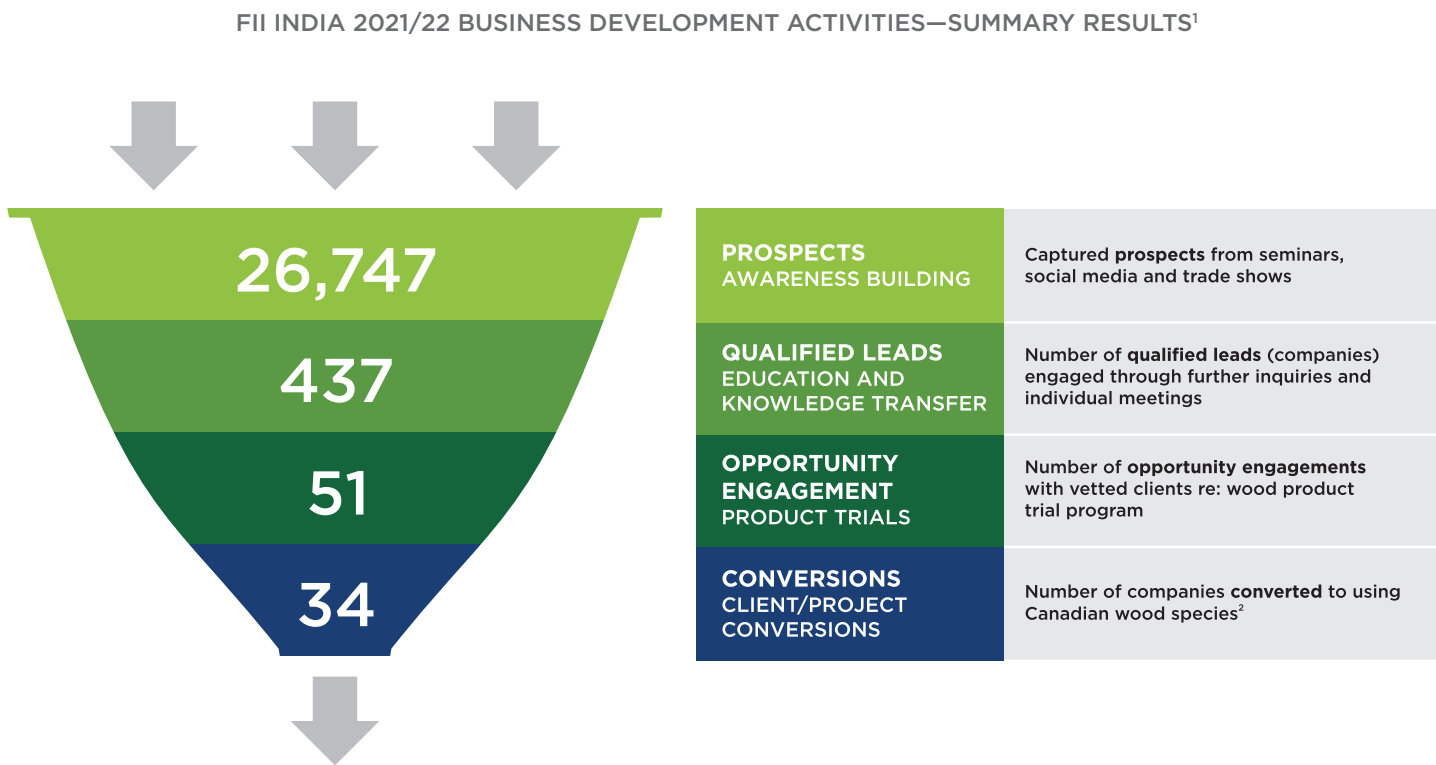 FII INDIA 2021/22 BUSINESS DEVELOPMENT ACTIVITIES—SUMMARY RESULTS¹
26,747
PROSPECTS
AWARENESS BUILDING
Captured prospects from seminars,
social media and trade shows
437
QUALIFIED LEADS
EDUCATION AND
KNOWLEDGE TRANSFER
Number of qualified leads (companies)
engaged through further inquiries and
individual meetings
51
OPPORTUNITY
ENGAGEMENT
PRODUCT TRIALS
Number of opportunity engagements
with vetted clients re: wood product
trial program
34
CONVERSIONS
CLIENT/PROJECT
CONVERSIONS
Number of companies converted to using
Canadian wood species²